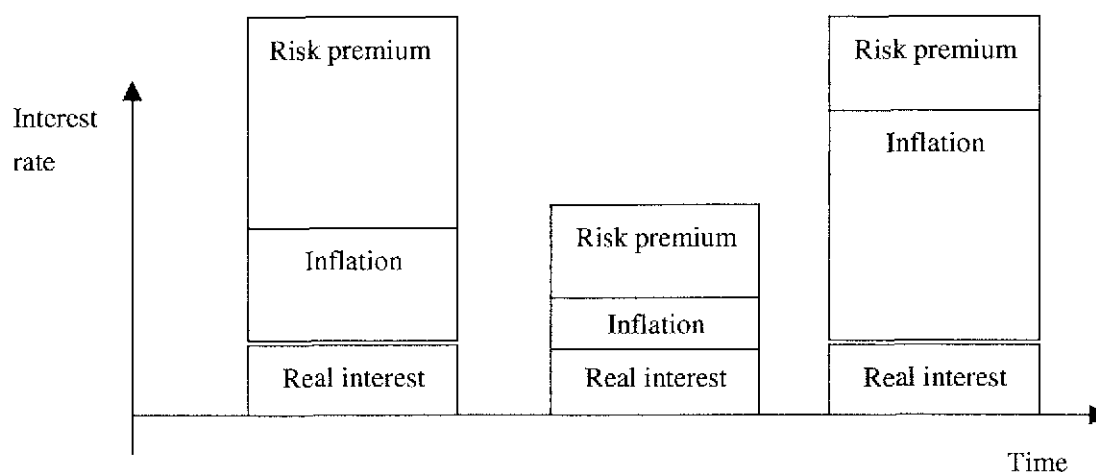 Interest
rate
Risk premium
Inflation
Real interest
Risk premium
Inflation
Real interest
Risk premium
Inflation
Real interest
Time